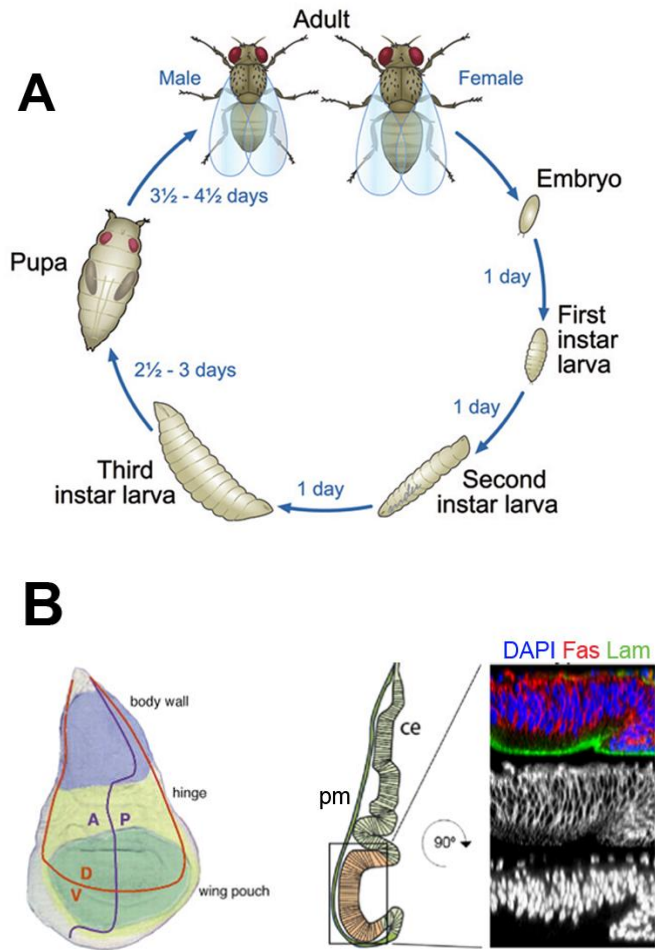 A
Adult
Male
Female
Embryo
1 day
First
instar
larva
1 day
Second
instar larva
1 day
Third
instar larva
2½ - 3 days
Pupa
3½ - 4½ days
B
body wall
hinge
A P
D
V
wing pouch
ce
pm
90º
DAPI Fas Lam